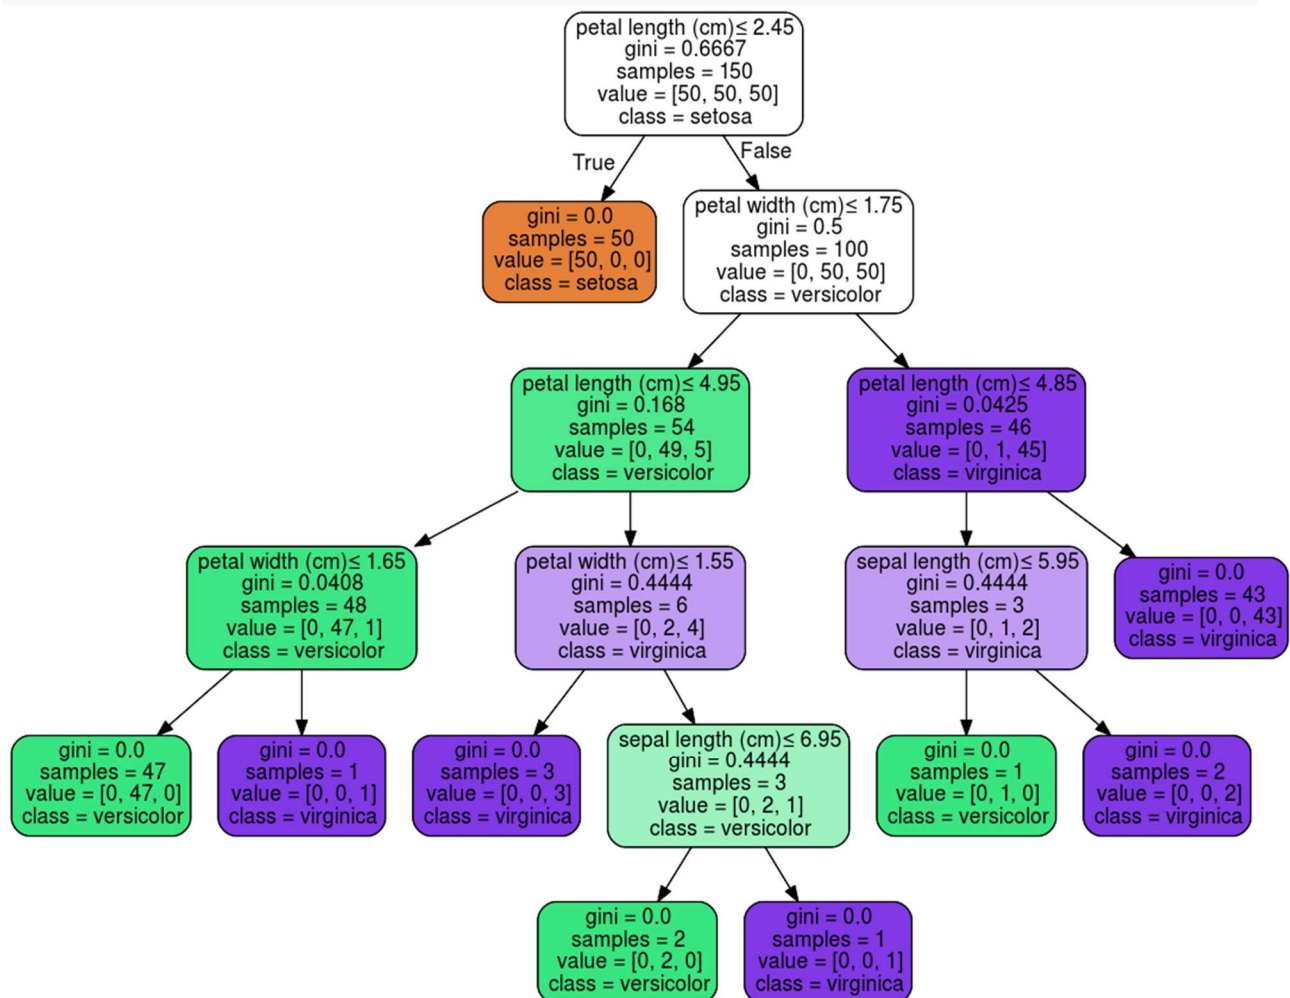 petal length (cm)≤ 2.45
gini = 0.6667
samples = 150
value = [50, 50, 50]
class = setosa
True
False
gini = 0.0
samples = 50
value = [50, 0, 0]
class = setosa
petal width (cm)≤ 1.75
gini = 0.5
samples = 100
value = [0, 50, 50]
class = versicolor
petal length (cm)≤ 4.95
gini = 0.168
samples = 54
value = [0, 49, 5]
class = versicolor
petal length (cm)≤ 4.85
gini = 0.0425
samples = 46
value = [0, 1, 45]
class = virginica
petal width (cm)≤ 1.65
gini = 0.0408
samples = 48
value = [0, 47, 1]
class = versicolor
petal width (cm)≤ 1.55
gini = 0.4444
samples = 6
value = [0, 2, 4]
class = virginica
sepal length (cm)≤ 5.95
gini = 0.4444
samples = 3
value = [0, 1, 2]
class = virginica
gini = 0.0
samples = 43
value = [0, 0, 43]
class = virginica
gini = 0.0
samples = 47
value = [0, 47, 0]
class = versicolor
gini = 0.0
samples = 1
value = [0, 0, 1]
class = virginica
gini = 0.0
samples = 3
value = [0, 0, 3]
class = virginica
sepal length (cm)≤ 6.95
gini = 0.4444
samples = 3
value = [0, 2, 1]
class = versicolor
gini = 0.0
samples = 1
value = [0, 1, 0]
class = versicolor
gini = 0.0
samples = 2
value = [0, 0, 2]
class = virginica
gini = 0.0
samples = 2
value = [0, 2, 0]
class = versicolor
gini = 0.0
samples = 1
value = [0, 0, 1]
class = virginica